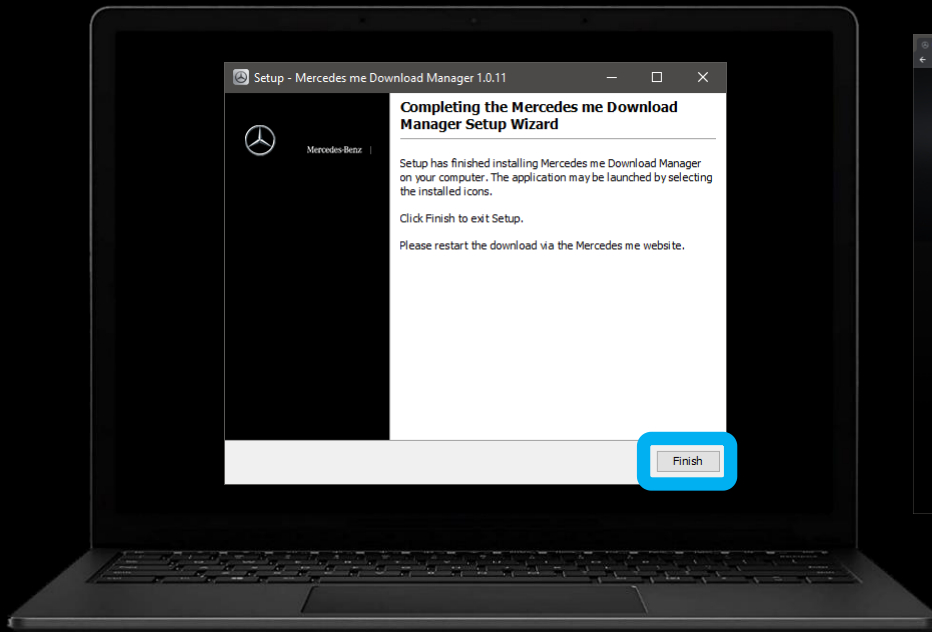 Setup - Mercedes me Download Manager 1.0.11
Completing the Mercedes me Download
Manager Setup Wizard
Mercedes-Benz
Setup has finished installing Mercedes me Download Manager
on your computer. The application may be launched by selecting
the installed icons.
Click Finish to exit Setup.
Please restart the download via the Mercedes me website.
Finish